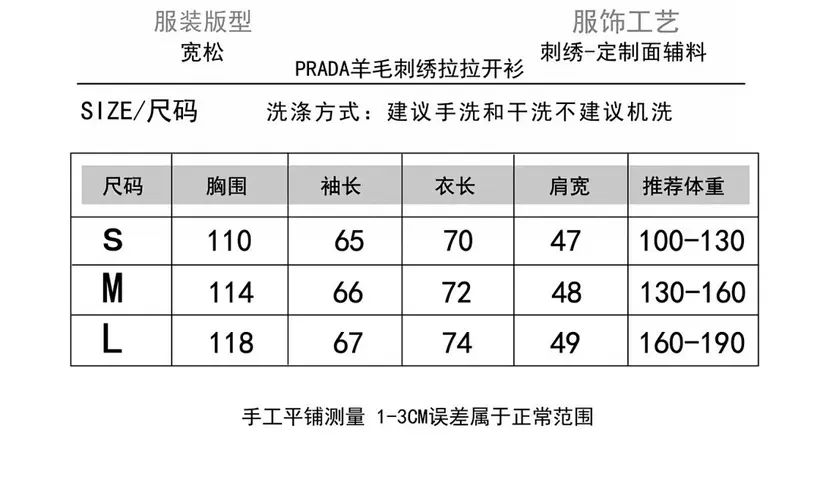 服装版型 服饰工艺
宽松 刺绣-定制面辅料
PRADA羊毛刺绣拉拉开衫
SIZE/尺码 洗涤方式：建议手洗和干洗不建议机洗
尺码 胸围 袖长 衣长 肩宽 推荐体重
S 110 65 70 47 100-130
M 114 66 72 48 130-160
L 118 67 74 49 160-190
手工平铺测量 1-3CM误差属于正常范围